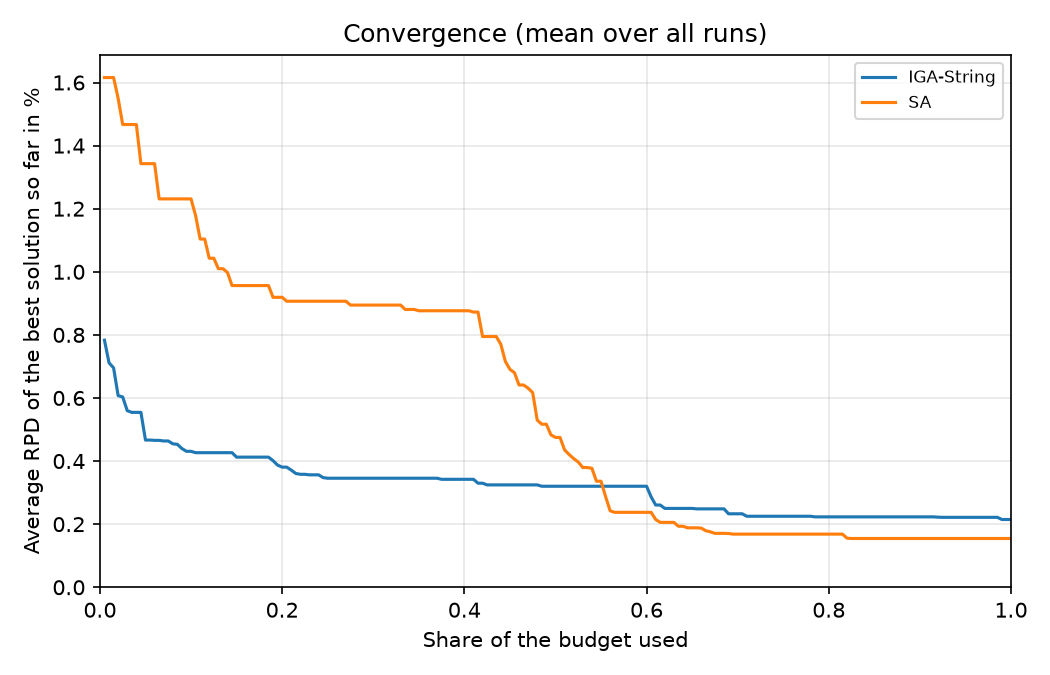 Convergence (mean over all runs)
IGA-String
SA
Average RPD of the best solution so far in %
1.6
1.4
1.2
1.0
0.8
0.6
0.4
0.2
0.0
0.0 0.2 0.4 0.6 0.8 1.0
Share of the budget used